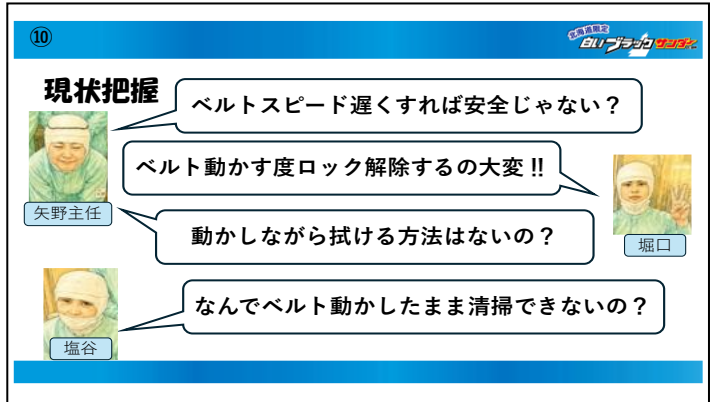 ⑩
北海道限定
白いブラックサンダー
現状把握
ベルトスピード遅くすれば安全じゃない？
ベルト動かす度ロック解除するの大変‼
矢野主任
動かしながら拭ける方法はないの？
堀口
なんでベルト動かしたまま清掃できないの？
塩谷